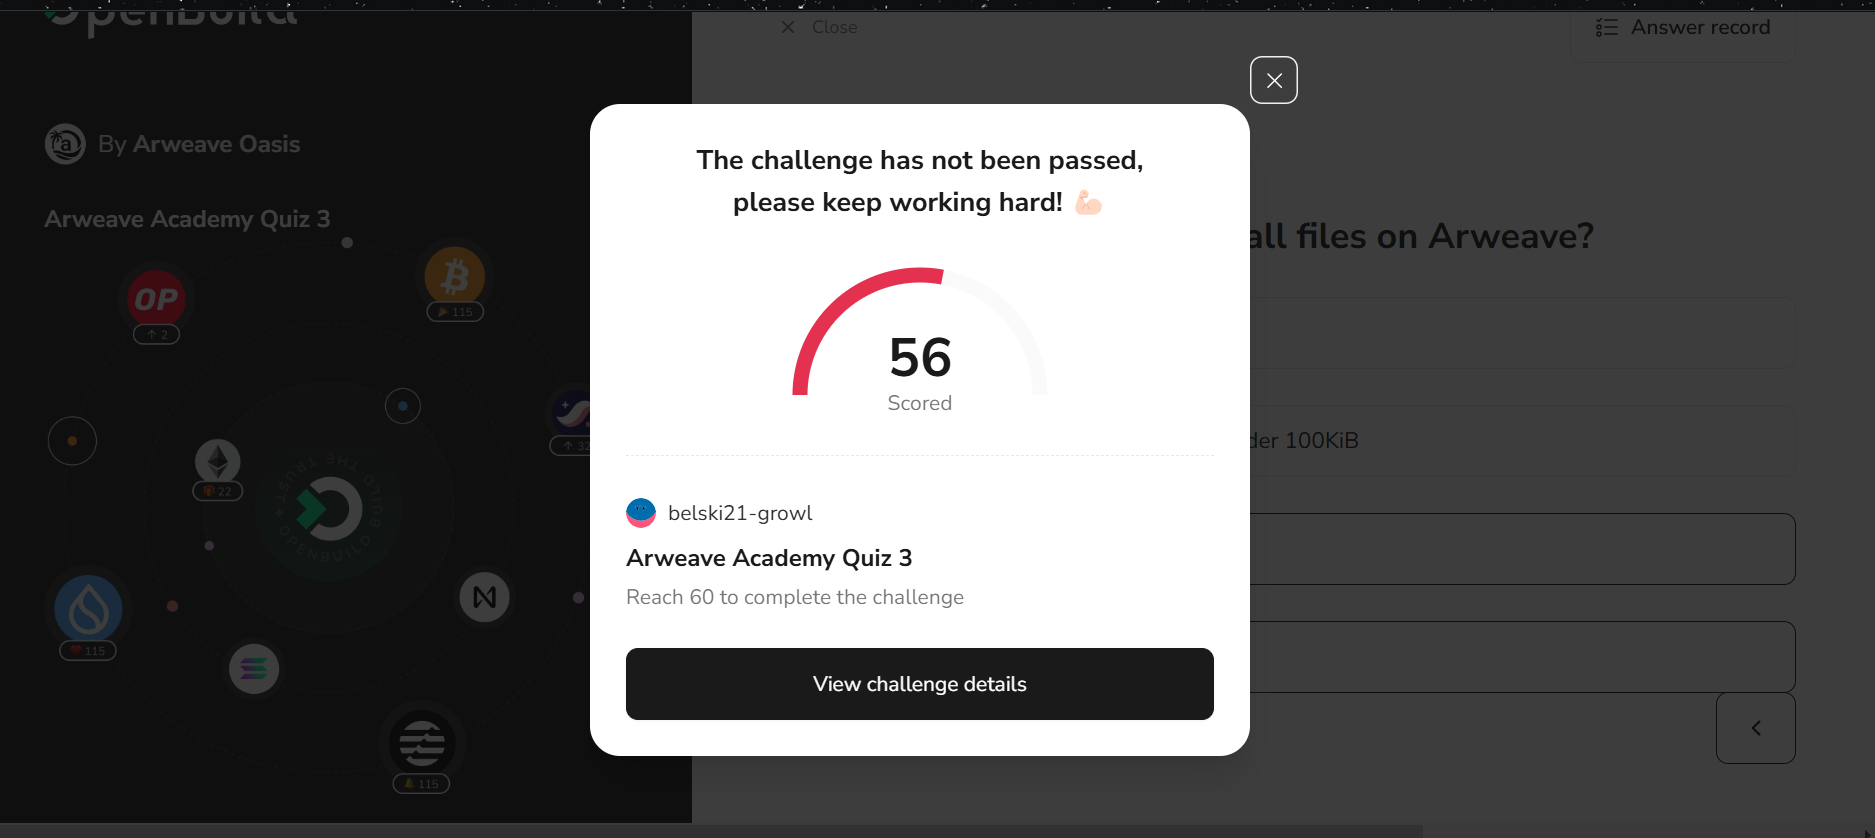 OpenBuild
By Arweave Oasis
Arweave Academy Quiz 3
OP
↑ 2
115
22
↑ 32
BUILD THE TRUST • OPENBUILD
115
115
Close
Answer record
all files on Arweave?
der 100KiB
The challenge has not been passed,
please keep working hard! 💪🏻
56
Scored
belski21-growl
Arweave Academy Quiz 3
Reach 60 to complete the challenge
View challenge details